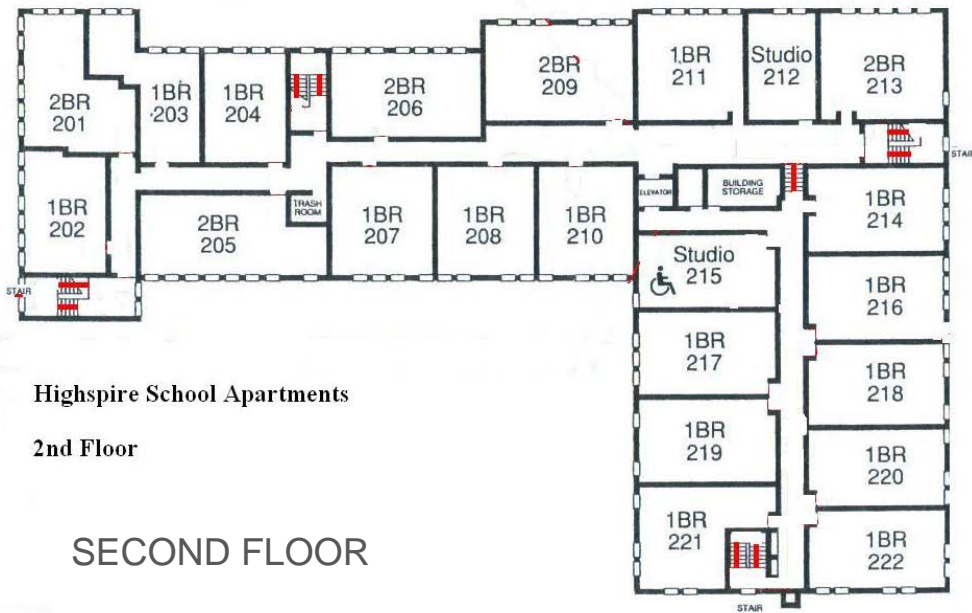 2BR
201
1BR
203
1BR
204
2BR
206
2BR
209
1BR
211
Studio
212
2BR
213
STAIR
1BR
202
2BR
205
TRASH
ROOM
1BR
207
1BR
208
1BR
210
ELEVATOR
BUILDING
STORAGE
1BR
214
Studio
215
1BR
216
STAIR
1BR
217
1BR
218
1BR
219
1BR
220
1BR
221
1BR
222
STAIR
Highspire School Apartments
2nd Floor
SECOND FLOOR